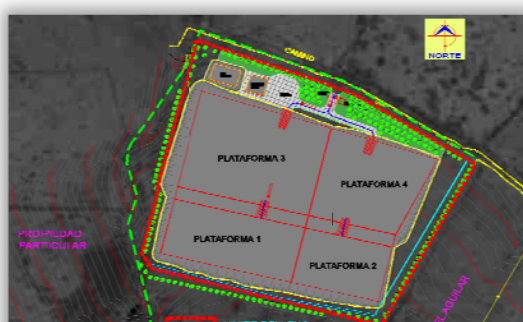 NORTE
CAMINO
PLATAFORMA 3
PLATAFORMA 4
PROPIEDAD
PARTICULAR
PLATAFORMA 1
PLATAFORMA 2